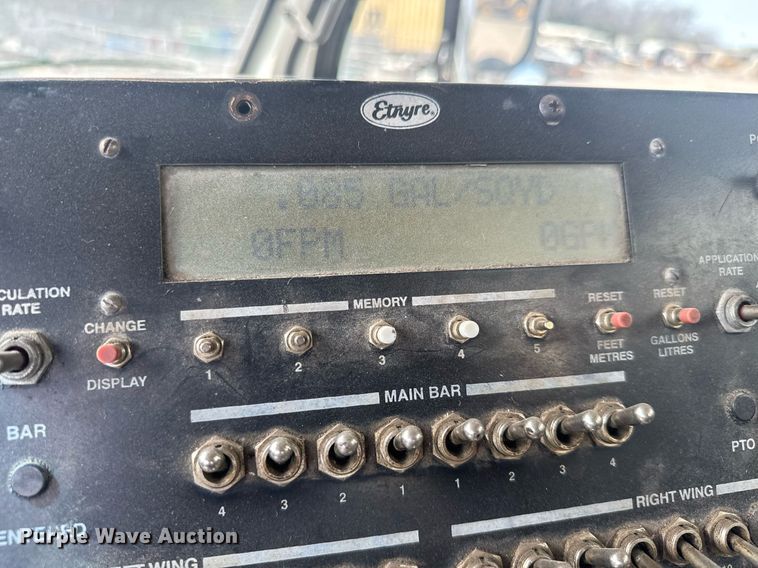 Etnyre®
.085 GAL/SQYD
0FPM 0GPM
MEMORY
CULATION RATE
CHANGE
DISPLAY
1 2 3 4 5
RESET
FEET
METRES
RESET
GALLONS
LITRES
APPLICATION
RATE
MAIN BAR
BAR
4 3 2 1 1 2 3 4
PTO
RIGHT WING
WING
Purple Wave Auction